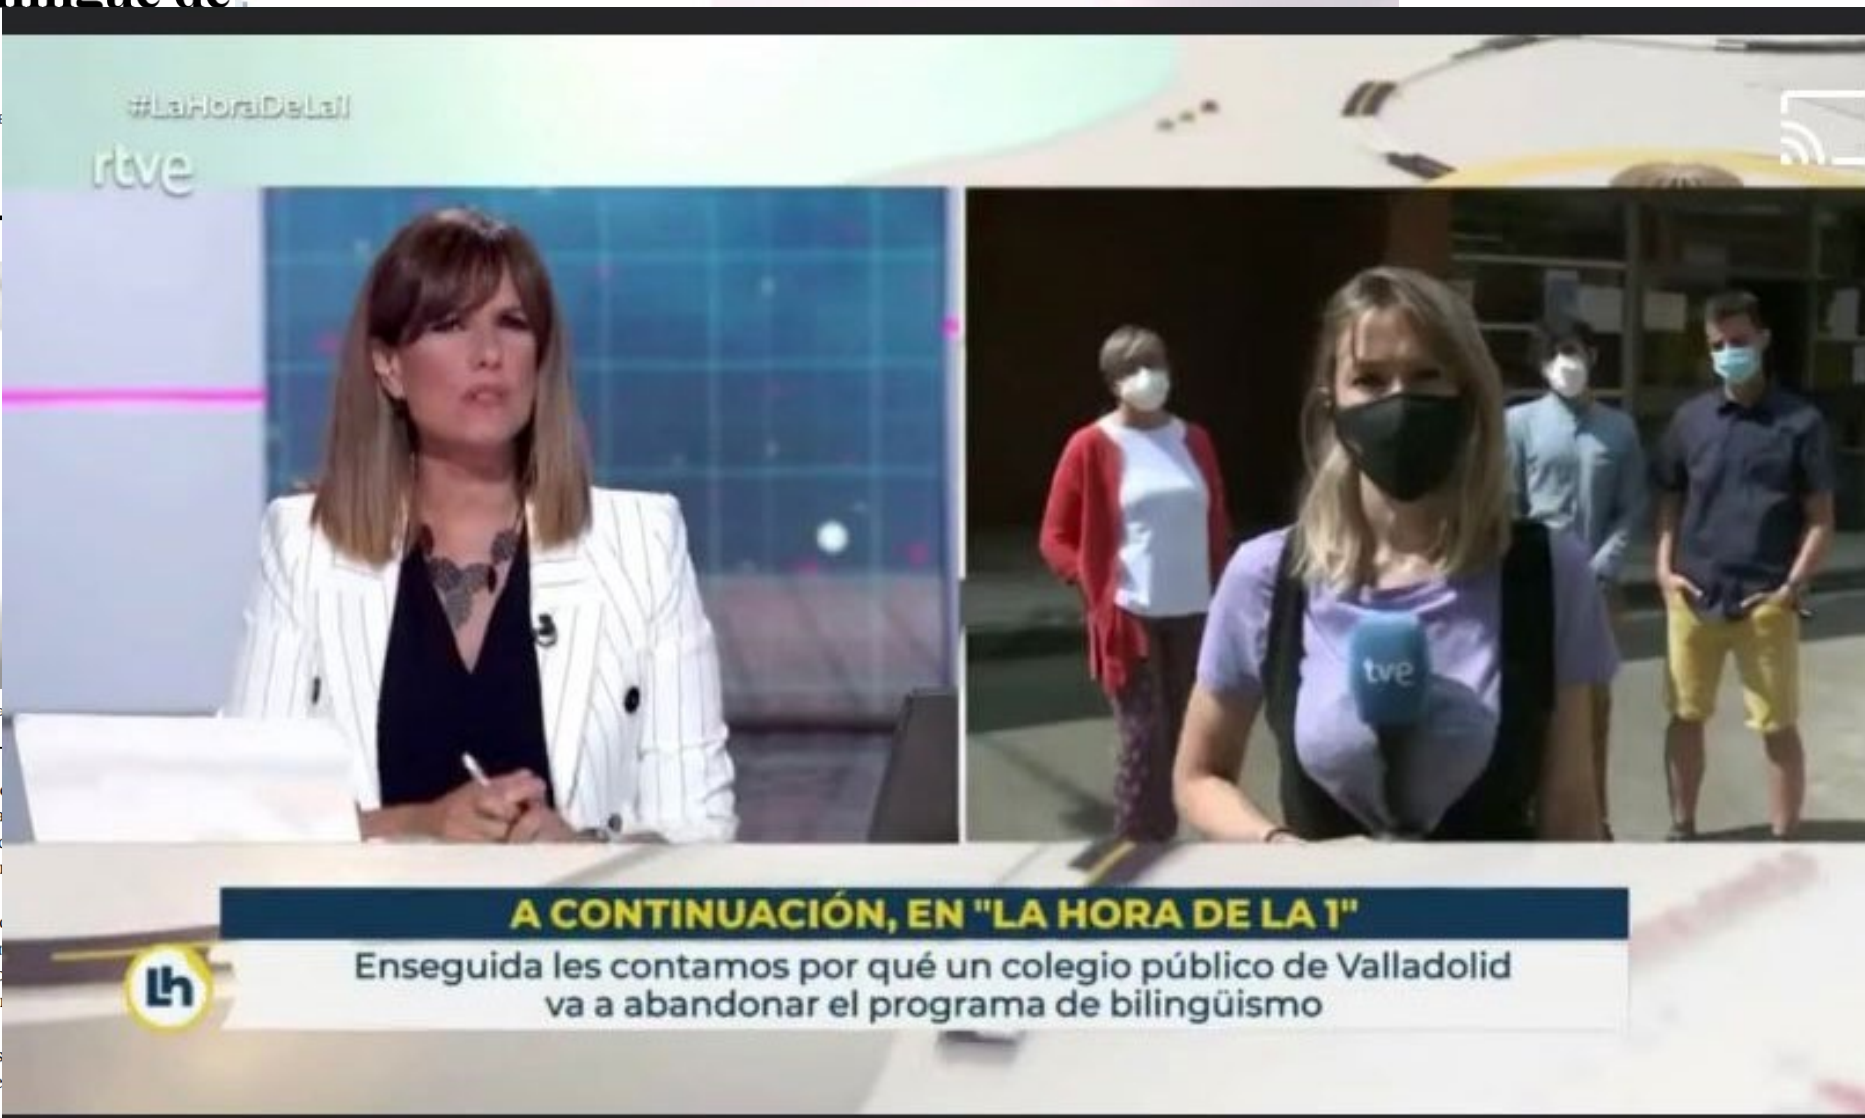 #LaHoraDeLa1
rtve
tve
A CONTINUACIÓN, EN "LA HORA DE LA 1"
Enseguida les contamos por qué un colegio público de Valladolid
va a abandonar el programa de bilingüismo
Lh